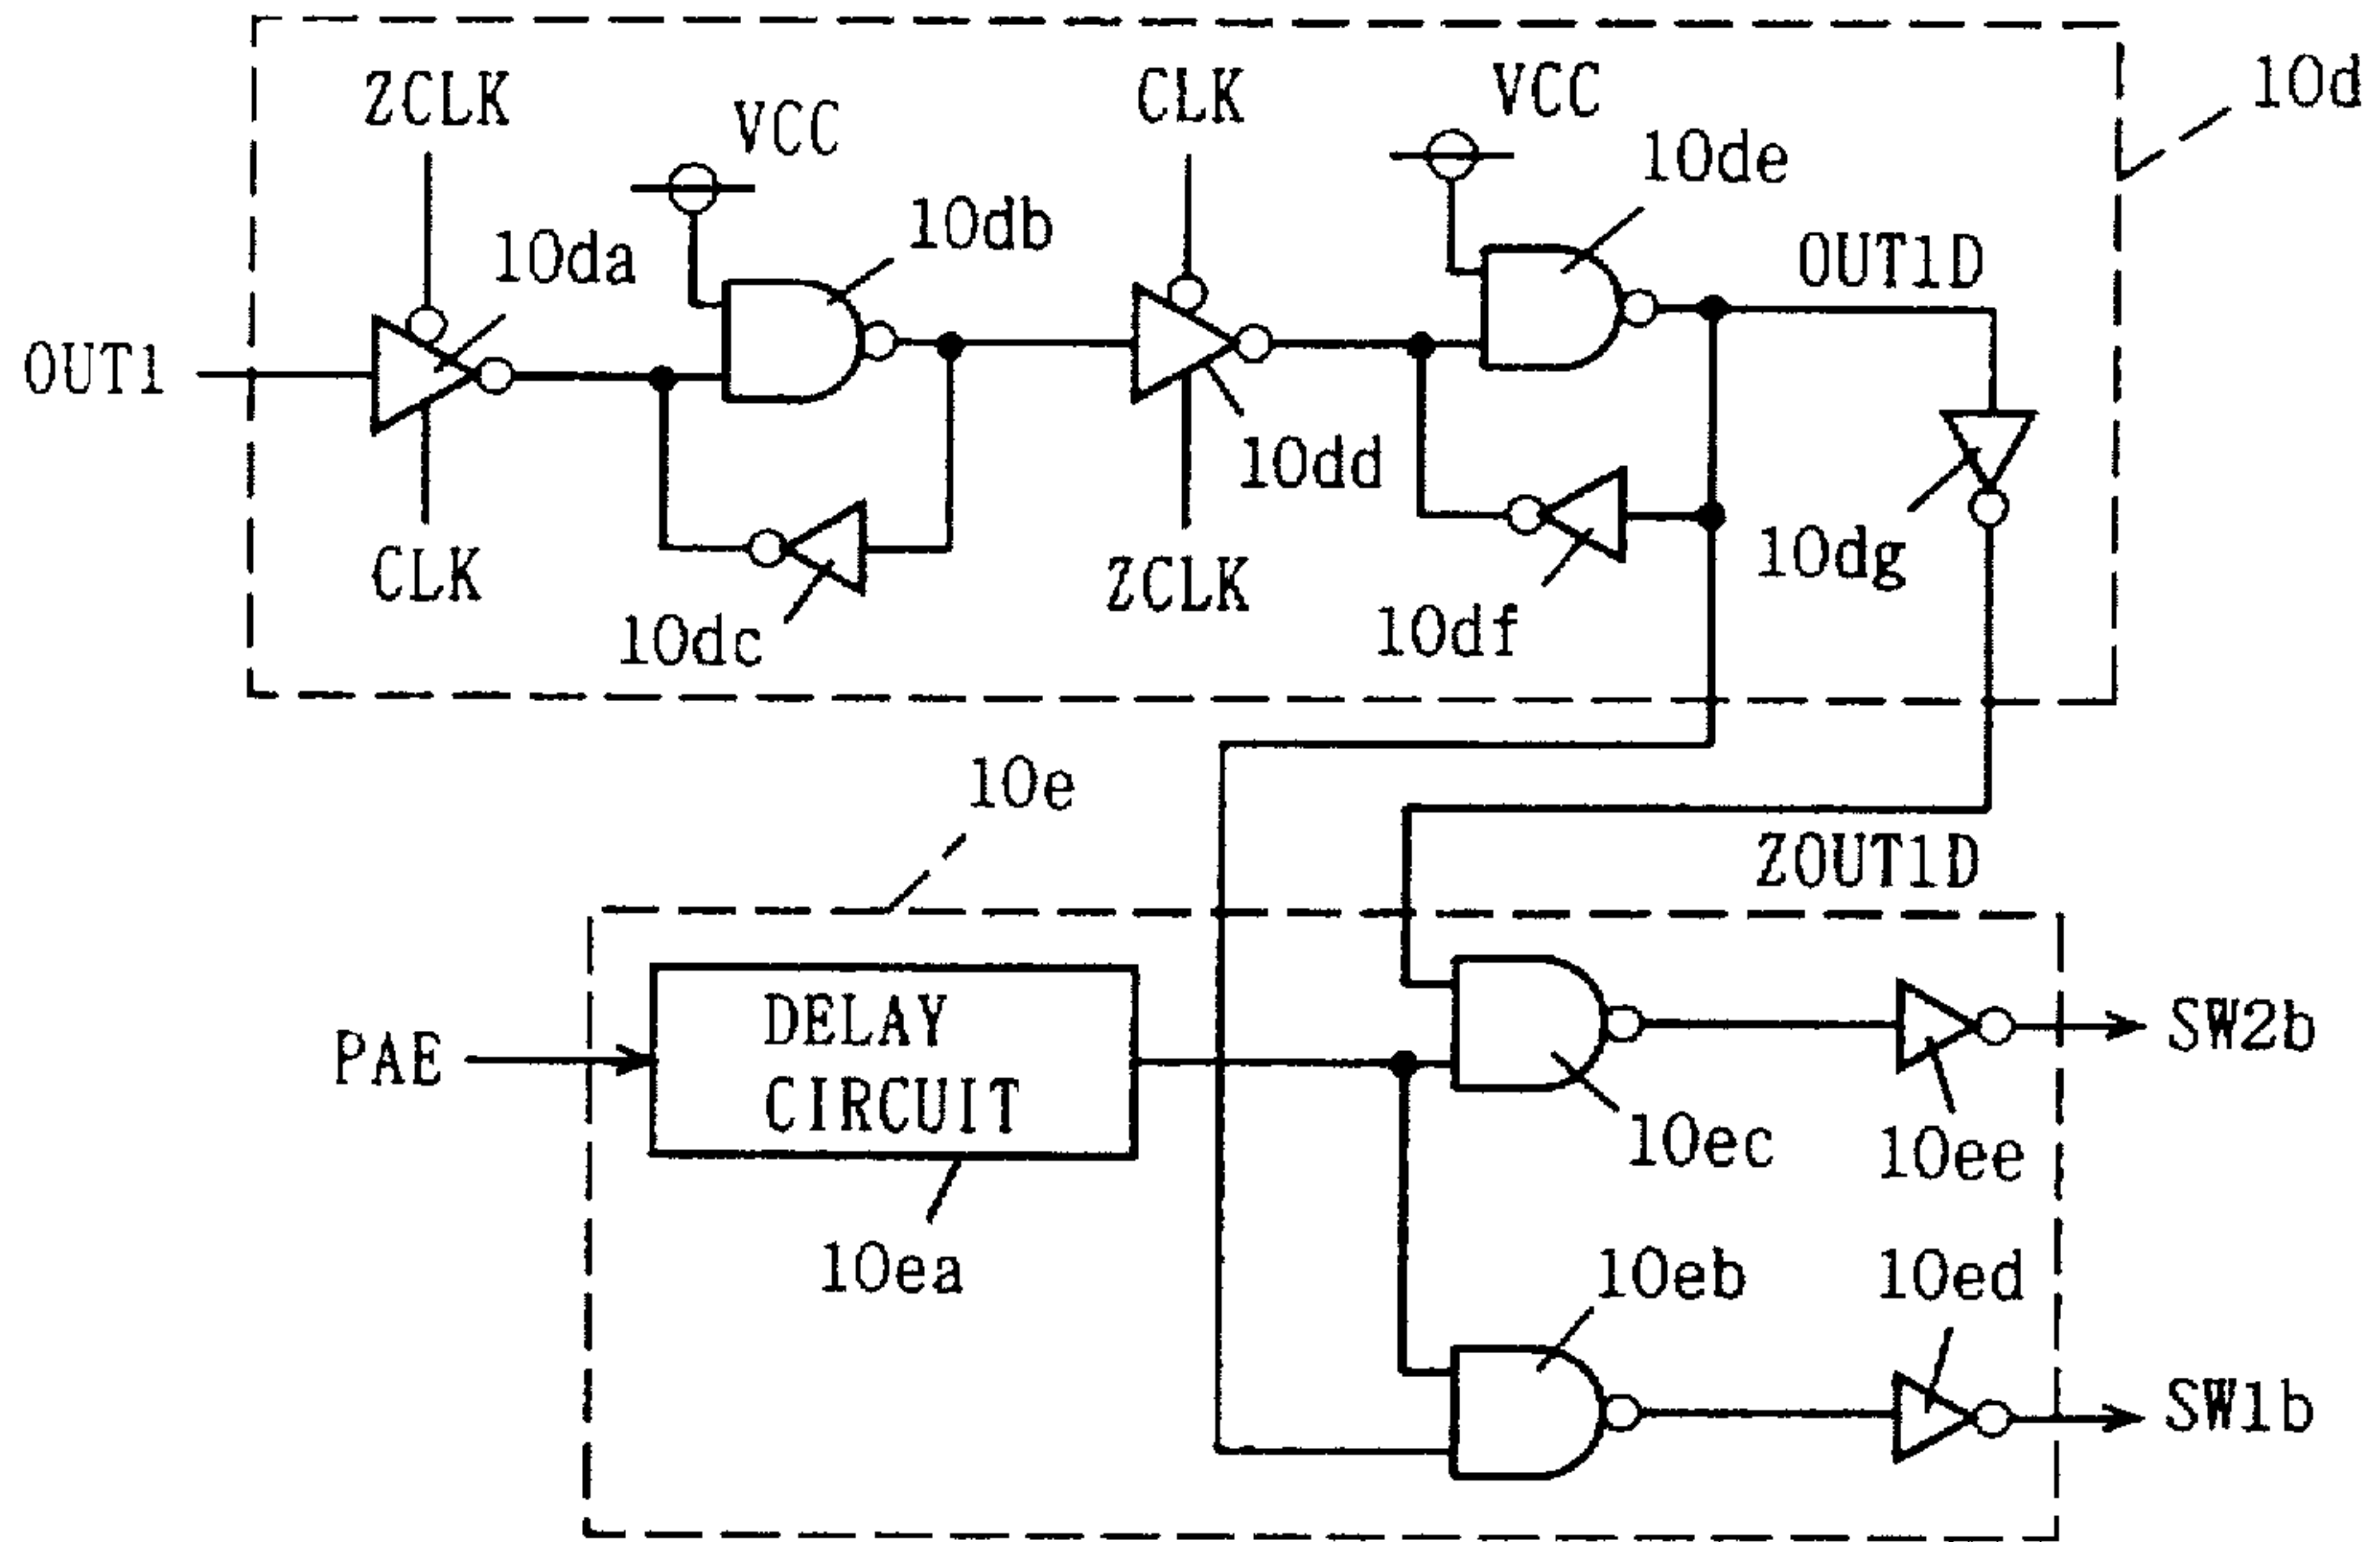 ZCLK
VCC
CLK
VCC
10d
10da
10db
10de
OUT1D
OUT1
CLK
10dc
10dd
ZCLK
10df
10dg
10e
ZOUT1D
PAE
DELAY
CIRCUIT
SW2b
10ec
10ee
10ea
10eb
10ed
SW1b